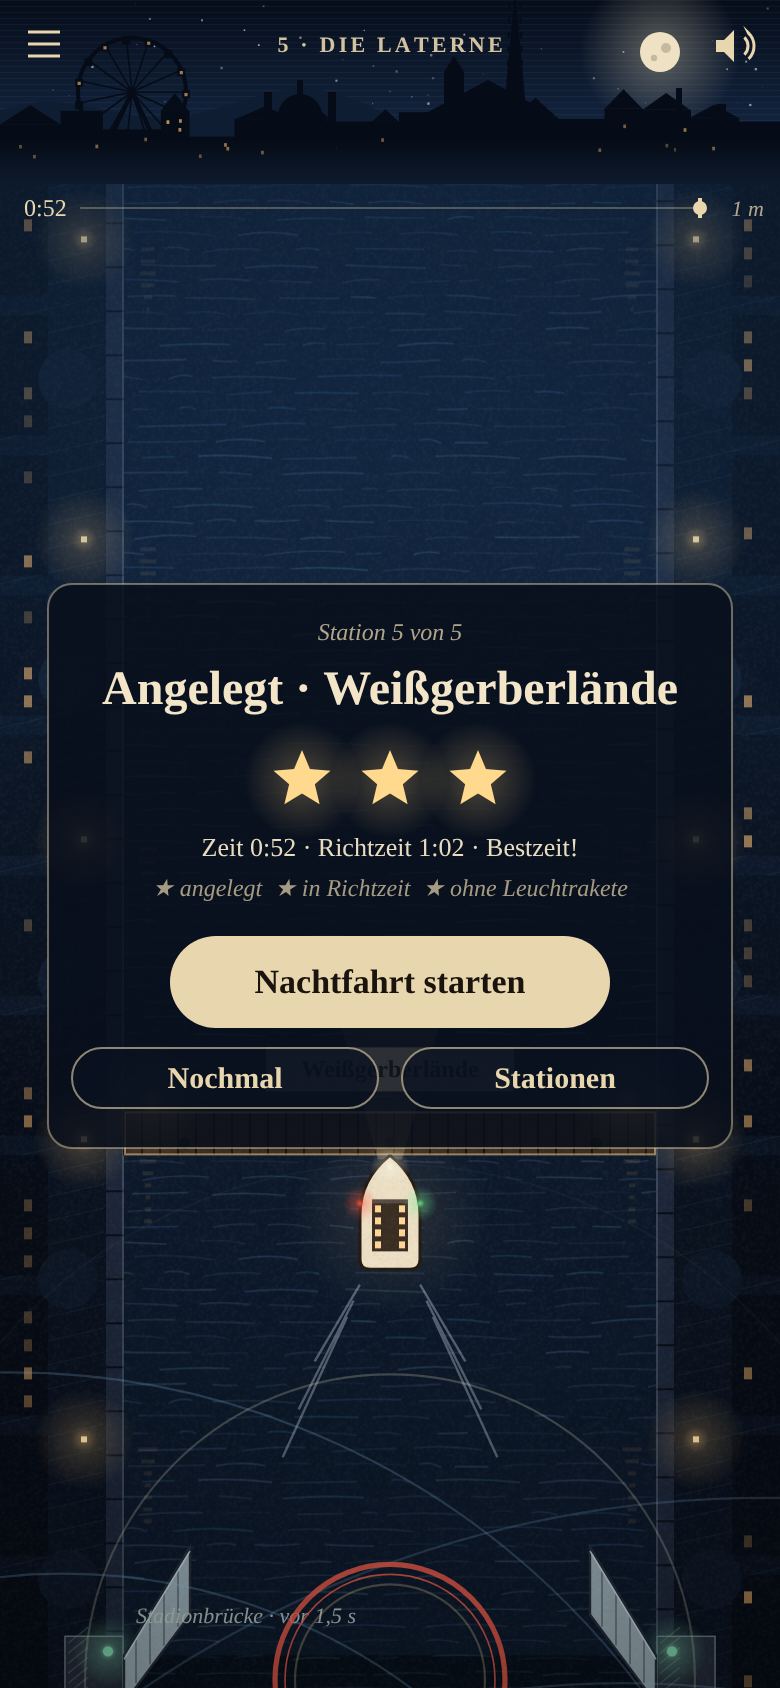 5 · DIE LATERNE
0:52
1 m
Station 5 von 5
Angelegt · Weißgerberlände
Zeit 0:52 · Richtzeit 1:02 · Bestzeit!
★ angelegt ★ in Richtzeit ★ ohne Leuchtrakete
Nachtfahrt starten
Weißgerberlände
Nochmal
Stationen
Stadionbrücke · vor 1,5 s